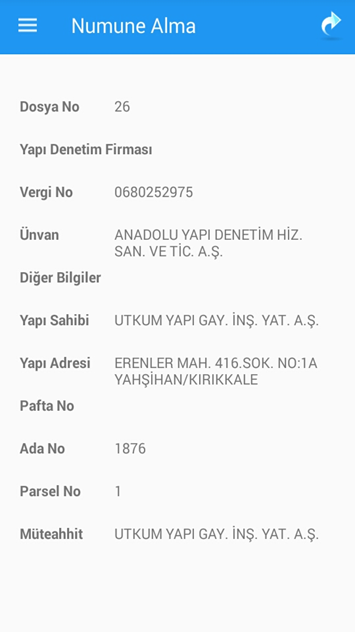 Numune Alma
Dosya No 26
Yapı Denetim Firması
Vergi No 0680252975
Ünvan ANADOLU YAPI DENETİM HİZ.
SAN. VE TİC. A.Ş.
Diğer Bilgiler
Yapı Sahibi UTKUM YAPI GAY. İNŞ. YAT. A.Ş.
Yapı Adresi ERENLER MAH. 416.SOK. NO:1A
YAHŞİHAN/KIRIKKALE
Pafta No
Ada No 1876
Parsel No 1
Müteahhit UTKUM YAPI GAY. İNŞ. YAT. A.Ş.